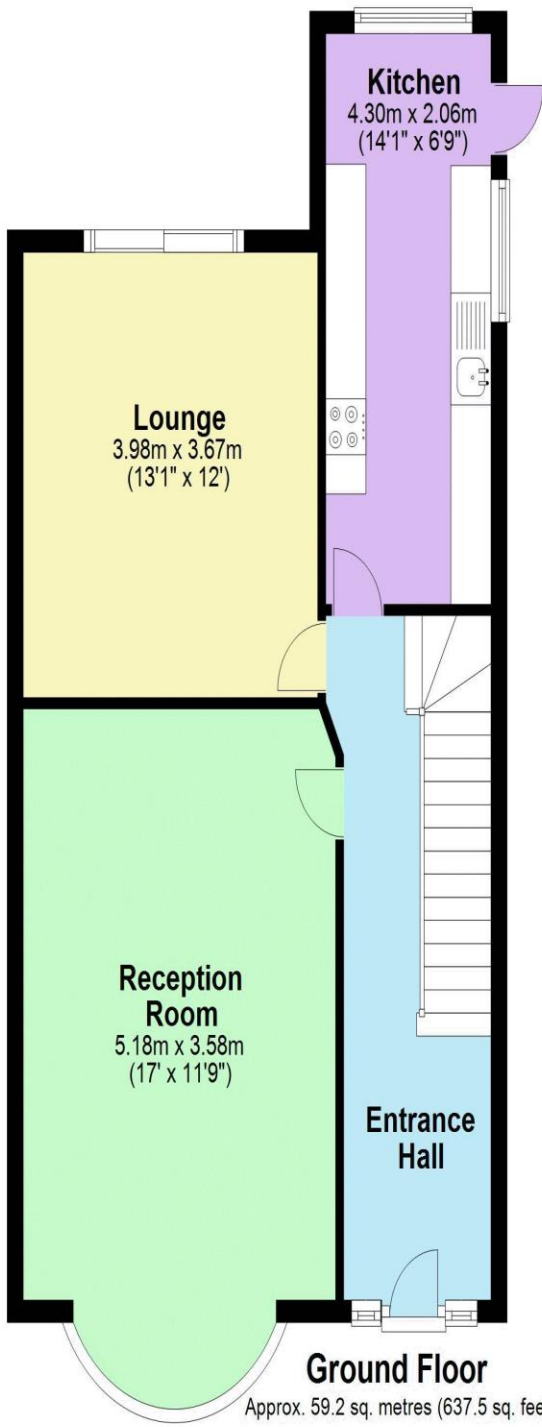 Kitchen
4.30m x 2.06m
(14'1" x 6'9")
Lounge
3.98m x 3.67m
(13'1" x 12')
Reception
Room
5.18m x 3.58m
(17' x 11'9")
Entrance
Hall
Ground Floor
Approx. 59.2 sq. metres (637.5 sq. fee